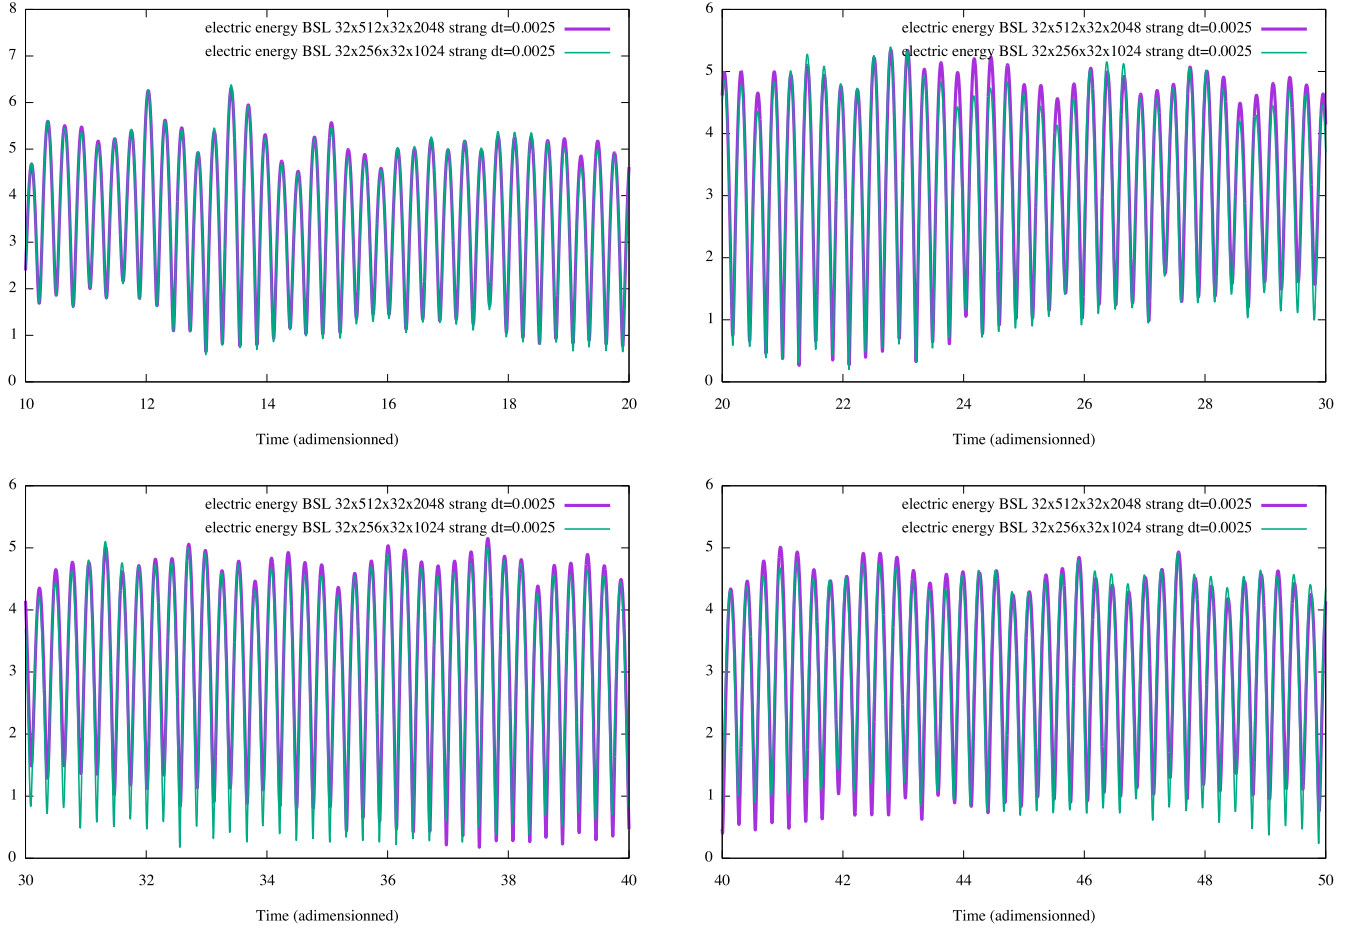 8
7
6
5
4
3
2
1
0
electric energy BSL 32x512x32x2048 strang dt=0.0025
electric energy BSL 32x256x32x1024 strang dt=0.0025
10 12 14 16 18 20
Time (adimensionned)
6
5
4
3
2
1
0
electric energy BSL 32x512x32x2048 strang dt=0.0025
electric energy BSL 32x256x32x1024 strang dt=0.0025
20 22 24 26 28 30
Time (adimensionned)
6
5
4
3
2
1
0
electric energy BSL 32x512x32x2048 strang dt=0.0025
electric energy BSL 32x256x32x1024 strang dt=0.0025
30 32 34 36 38 40
Time (adimensionned)
6
5
4
3
2
1
0
electric energy BSL 32x512x32x2048 strang dt=0.0025
electric energy BSL 32x256x32x1024 strang dt=0.0025
40 42 44 46 48 50
Time (adimensionned)